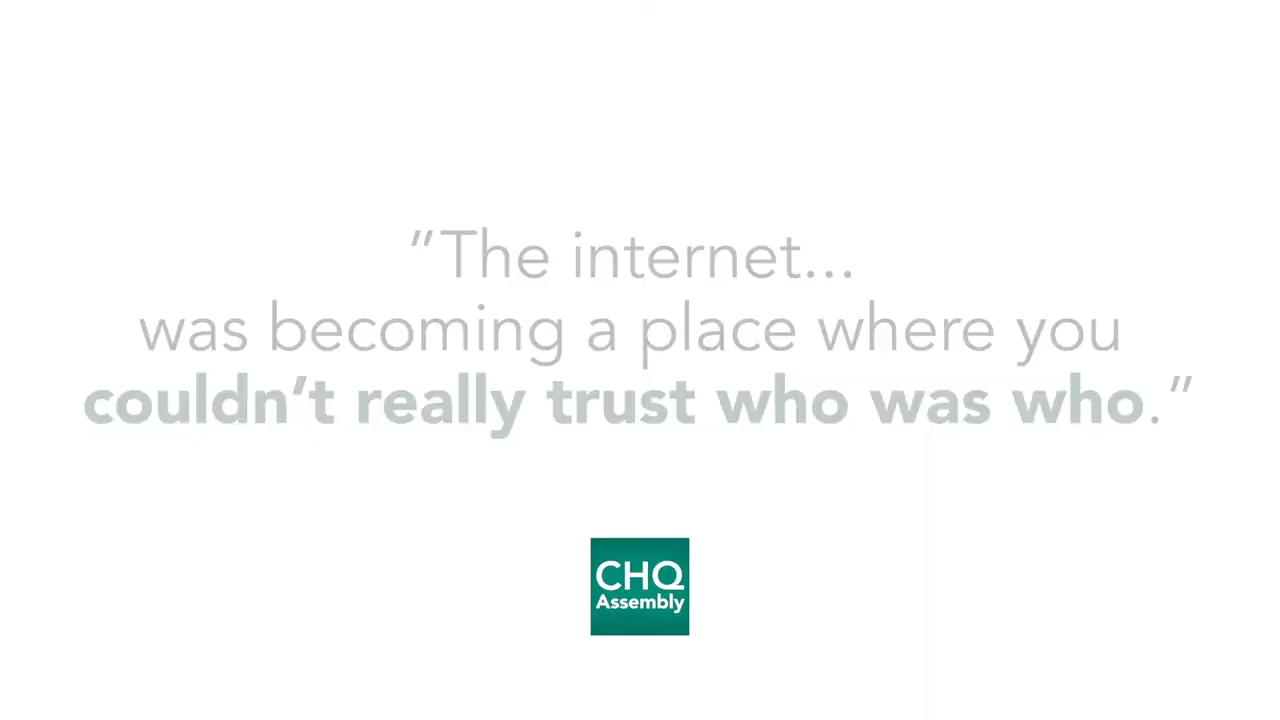 "The internet...
was becoming a place where you
couldn't really trust who was who."
CHQ
Assembly